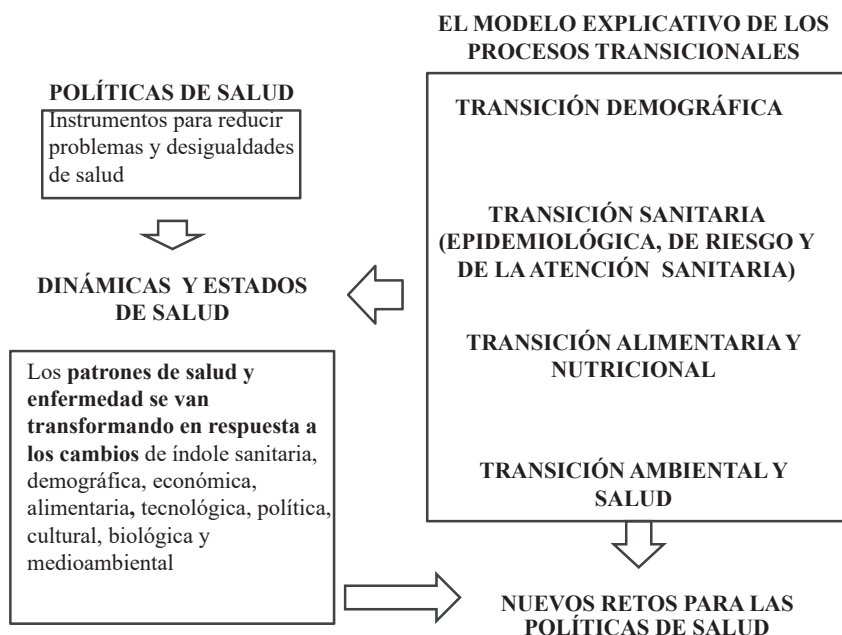 EL MODELO EXPLICATIVO DE LOS
PROCESOS TRANSICIONALES
POLÍTICAS DE SALUD
Instrumentos para reducir
problemas y desigualdades
de salud
DINÁMICAS Y ESTADOS
DE SALUD
Los patrones de salud y
enfermedad se van
transformando en respuesta a
los cambios de índole sanitaria,
demográfica, económica,
alimentaria, tecnológica, política,
cultural, biológica y
medioambiental
TRANSICIÓN DEMOGRÁFICA
TRANSICIÓN SANITARIA
(EPIDEMIOLÓGICA, DE RIESGO Y
DE LA ATENCIÓN SANITARIA)
TRANSICIÓN ALIMENTARIA Y
NUTRICIONAL
TRANSICIÓN AMBIENTAL Y
SALUD
NUEVOS RETOS PARA LAS
POLÍTICAS DE SALUD